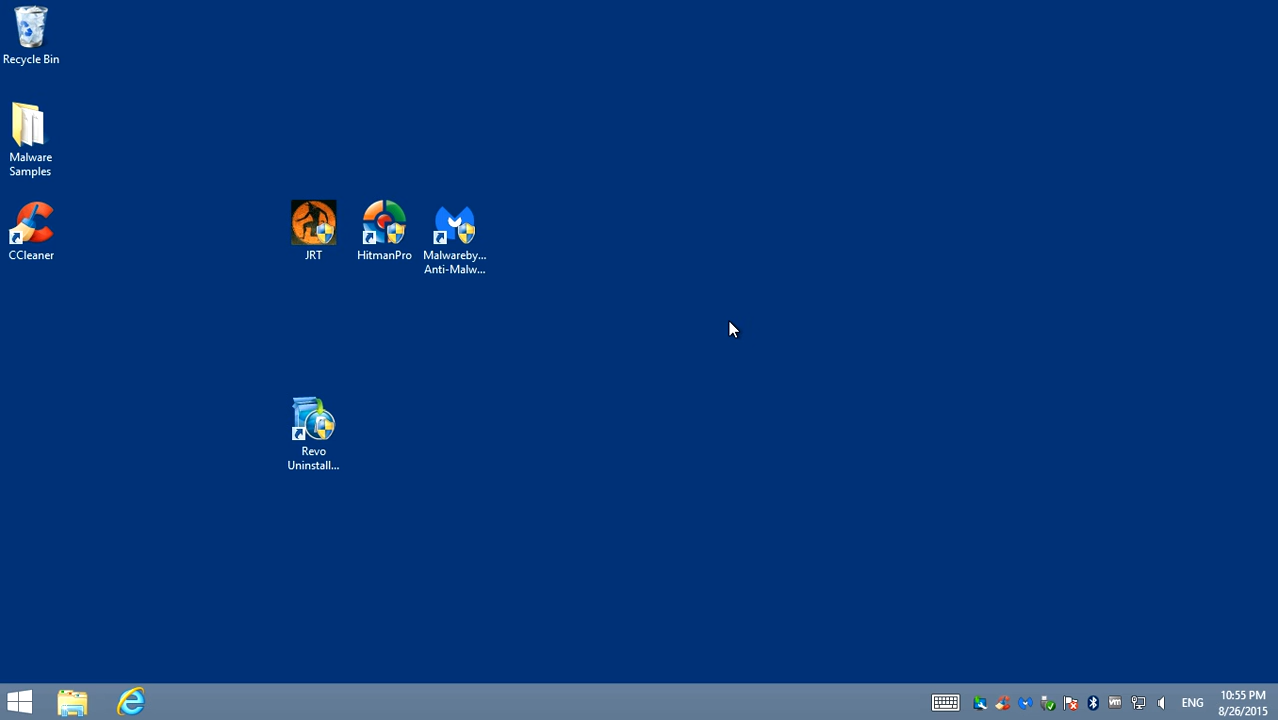 Recycle Bin
Malware
Samples
CCleaner
JRT
HitmanPro
Malwareby...
Anti-Malw...
Revo
Uninstall...
vm
ENG
10:55 PM
8/26/2015